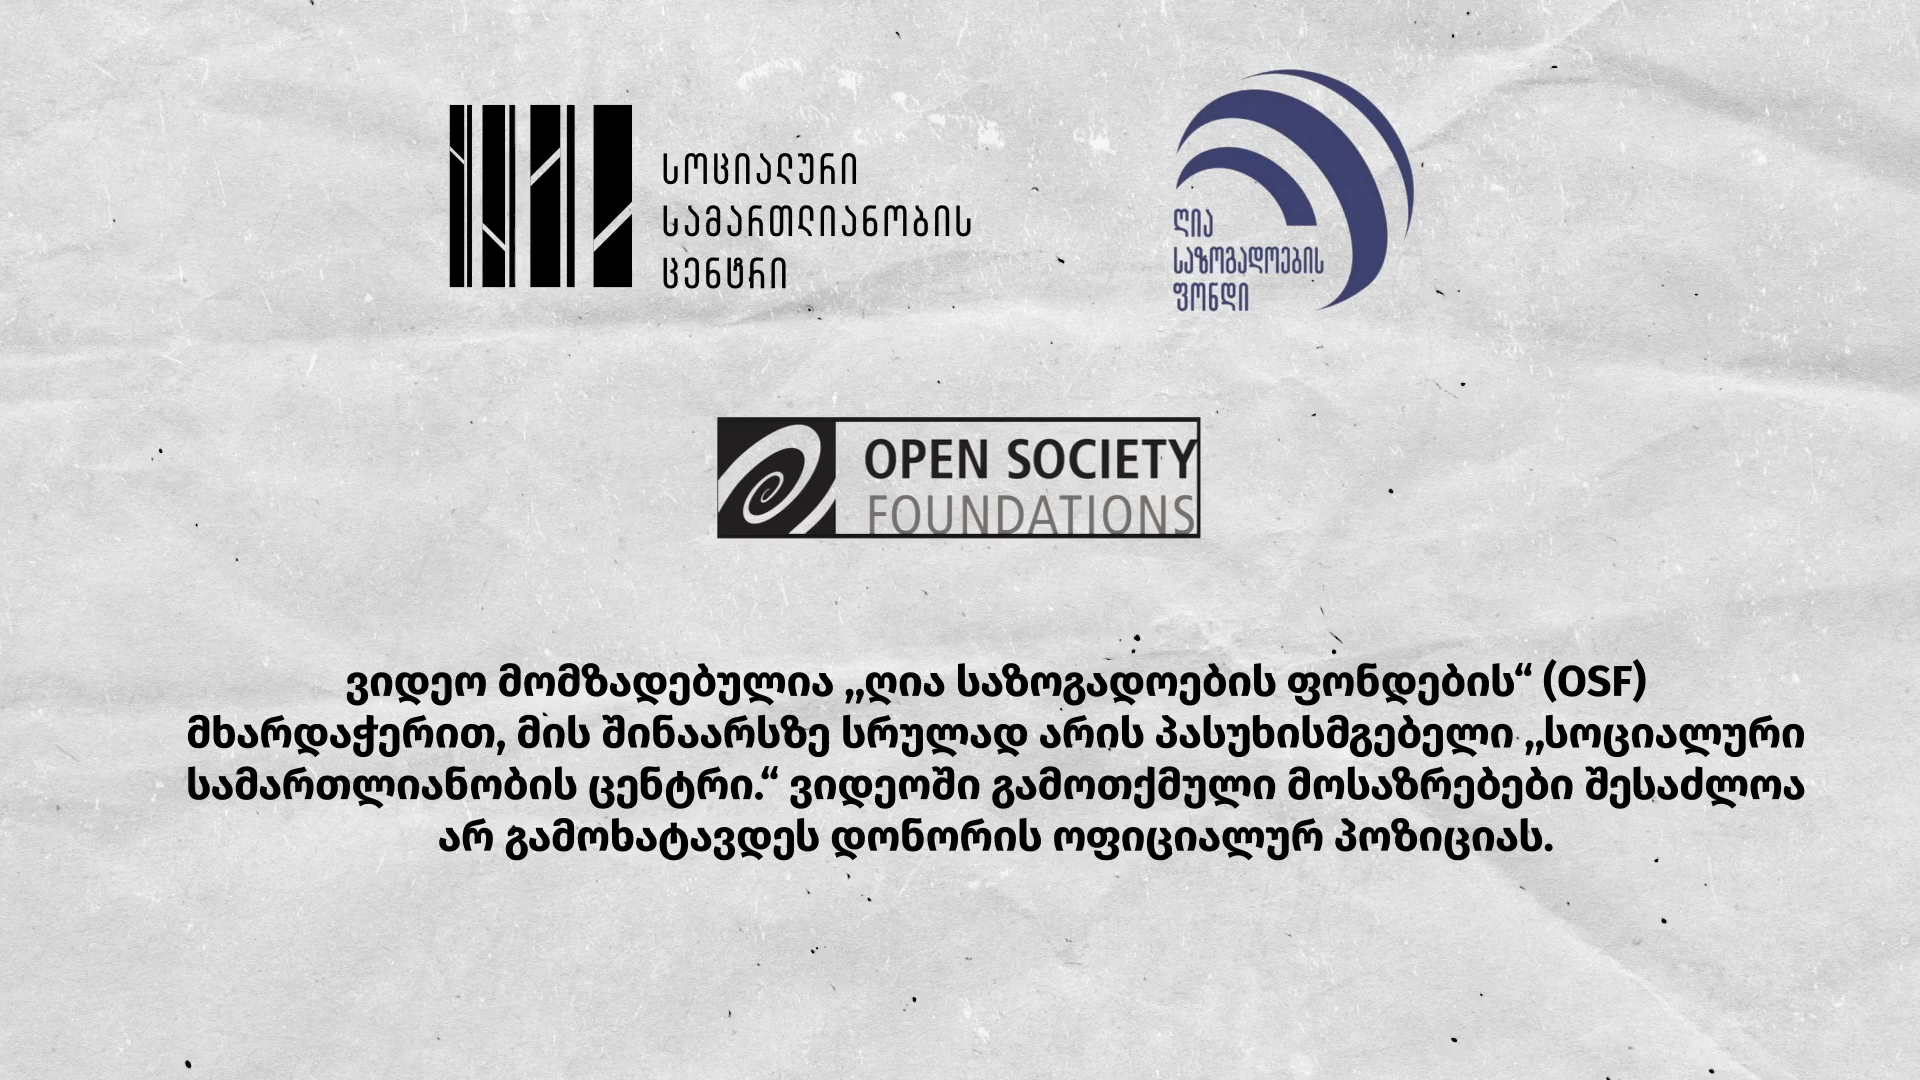 სოციალური
სამართლიანობის
ცენტრი
ღია
საზოგადოების
ფონდი
OPEN SOCIETY
FOUNDATIONS
ვიდეო მომზადებულია „ღია საზოგადოების ფონდების“ (OSF)
მხარდაჭერით, მის შინაარსზე სრულად არის პასუხისმგებელი „სოციალური
სამართლიანობის ცენტრი.“ ვიდეოში გამოთქმული მოსაზრებები შესაძლოა
არ გამოხატავდეს დონორის ოფიციალურ პოზიციას.